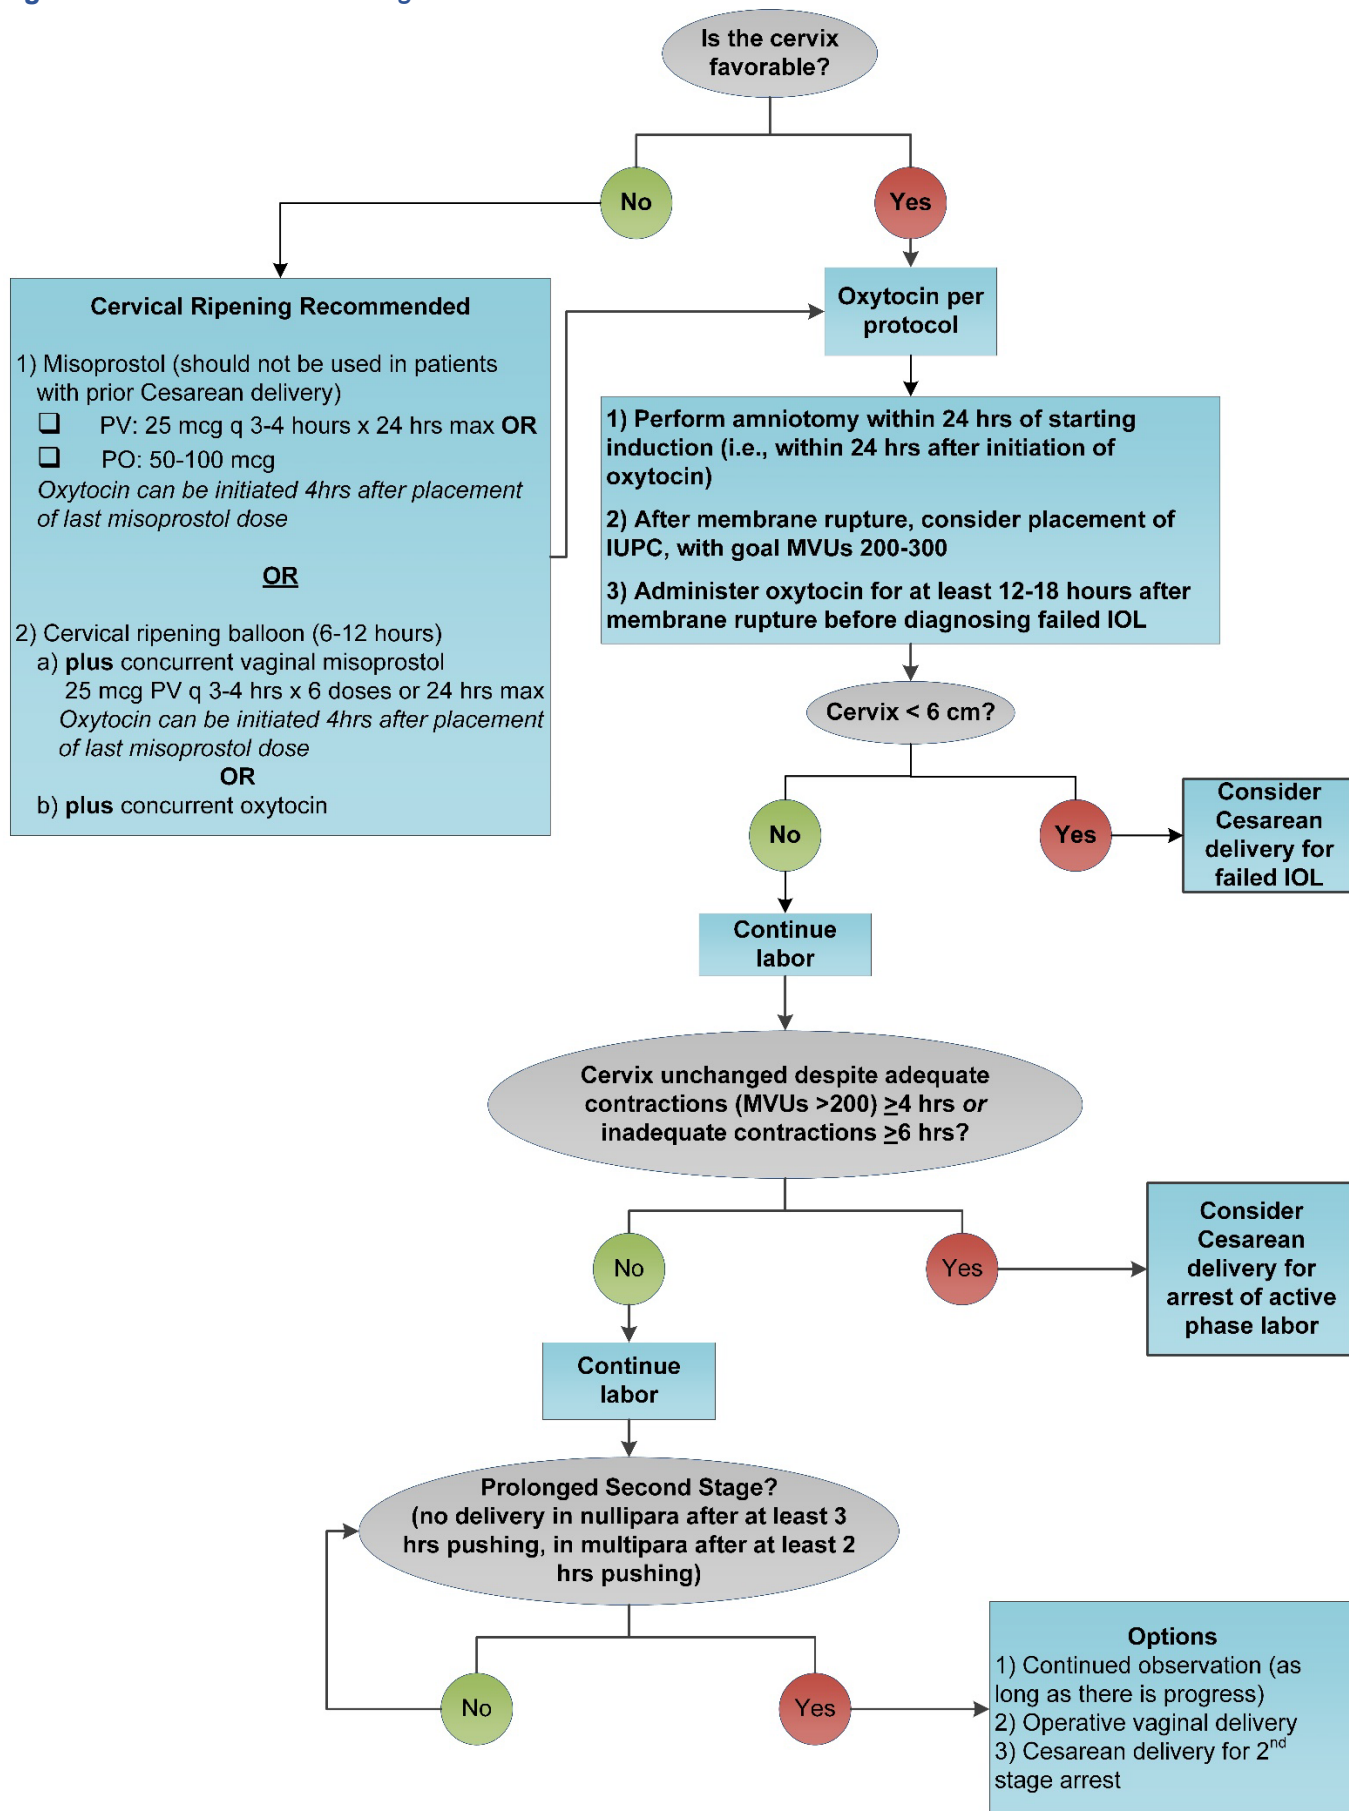 Is the cervix
favorable?
No
Yes
Cervical Ripening Recommended
1) Misoprostol (should not be used in patients
with prior Cesarean delivery)
❑ PV: 25 mcg q 3-4 hours x 24 hrs max OR
❑ PO: 50-100 mcg
Oxytocin can be initiated 4hrs after placement
of last misoprostol dose
OR
2) Cervical ripening balloon (6-12 hours)
a) plus concurrent vaginal misoprostol
25 mcg PV q 3-4 hrs x 6 doses or 24 hrs max
Oxytocin can be initiated 4hrs after placement
of last misoprostol dose
OR
b) plus concurrent oxytocin
Oxytocin per
protocol
1) Perform amniotomy within 24 hrs of starting
induction (i.e., within 24 hrs after initiation of
oxytocin)
2) After membrane rupture, consider placement of
IUPC, with goal MVUs 200-300
3) Administer oxytocin for at least 12-18 hours after
membrane rupture before diagnosing failed IOL
Cervix < 6 cm?
No
Yes
Consider
Cesarean
delivery for
failed IOL
Continue
labor
Cervix unchanged despite adequate
contractions (MVUs >200) ≥4 hrs or
inadequate contractions ≥6 hrs?
No
Yes
Consider
Cesarean
delivery for
arrest of active
phase labor
Continue
labor
Prolonged Second Stage?
(no delivery in nullipara after at least 3
hrs pushing, in multipara after at least 2
hrs pushing)
No
Yes
Options
1) Continued observation (as
long as there is progress)
2) Operative vaginal delivery
3) Cesarean delivery for 2nd
stage arrest